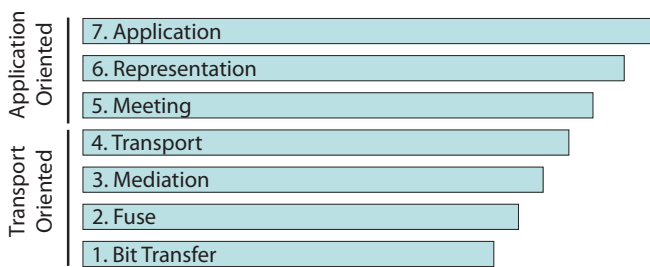 Application
Oriented
7. Application
6. Representation
5. Meeting
Transport
Oriented
4. Transport
3. Mediation
2. Fuse
1. Bit Transfer